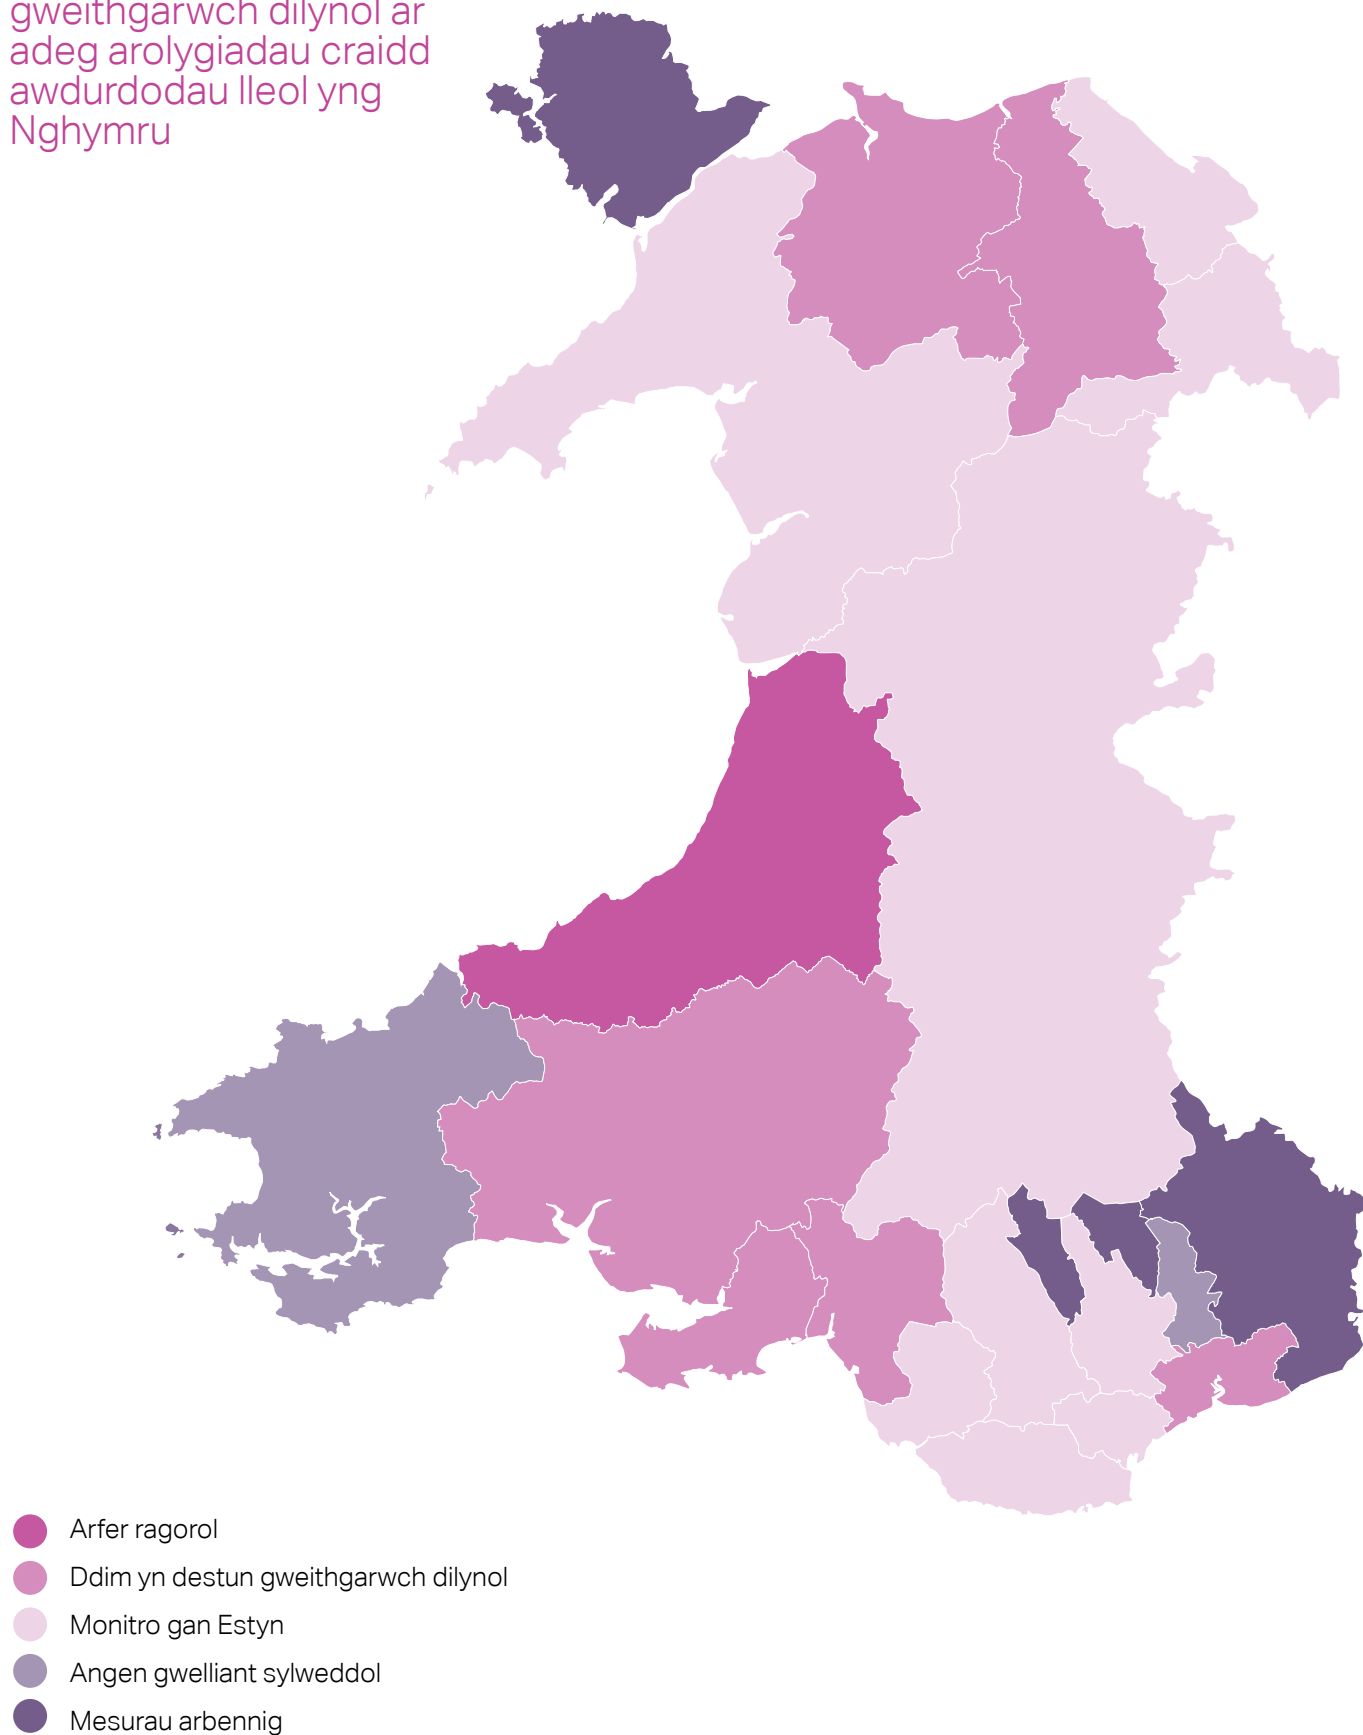 gweithgarwch dilynol ar
adeg arolygiadau craidd
awdurdodau lleol yng
Nghymru
Arfer ragorol
Ddim yn destun gweithgarwch dilynol
Monitro gan Estyn
Angen gwelliant sylweddol
Mesurau arbennig